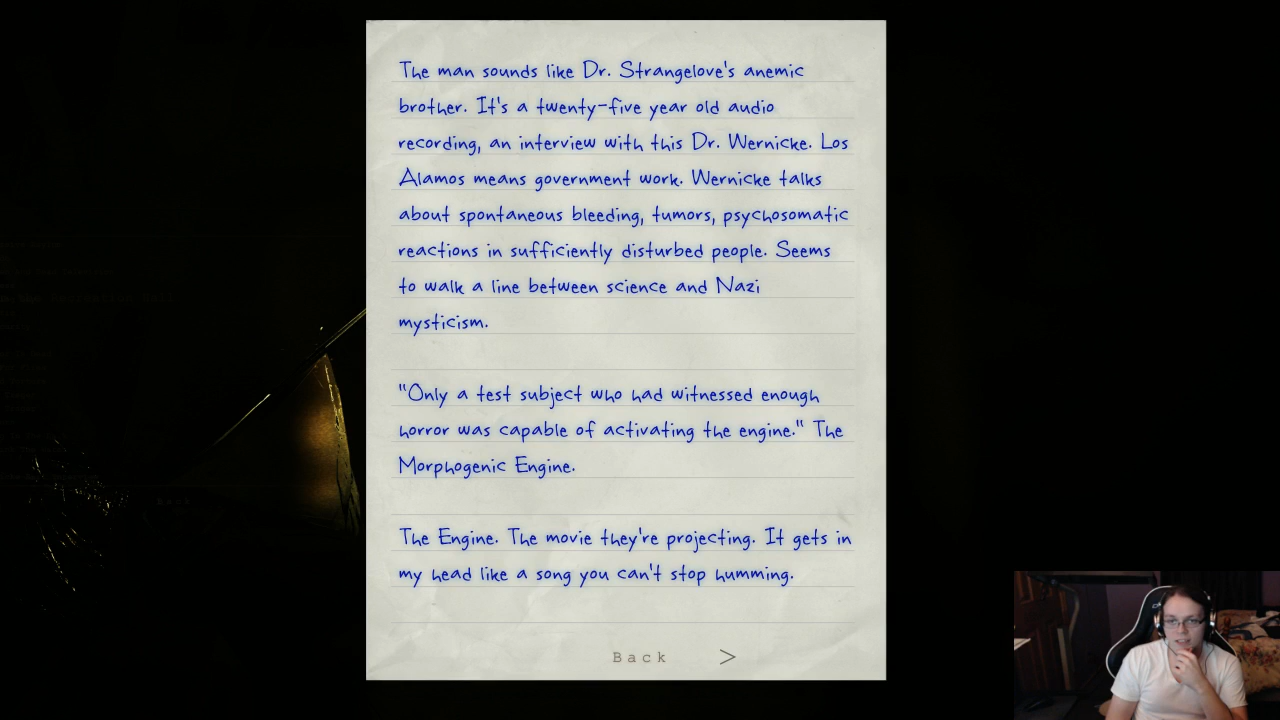 The man sounds like Dr. Strangelove's anemic
brother. It's a twenty-five year old audio
recording, an interview with this Dr. Wernicke. Los
Alamos means government work. Wernicke talks
about spontaneous bleeding, tumors, psychosomatic
reactions in sufficiently disturbed people. Seems
to walk a line between science and Nazi
mysticism.
"Only a test subject who had witnessed enough
horror was capable of activating the engine." The
Morphogenic Engine.
The Engine. The movie they're projecting. It gets in
my head like a song you can't stop humming.
Back >